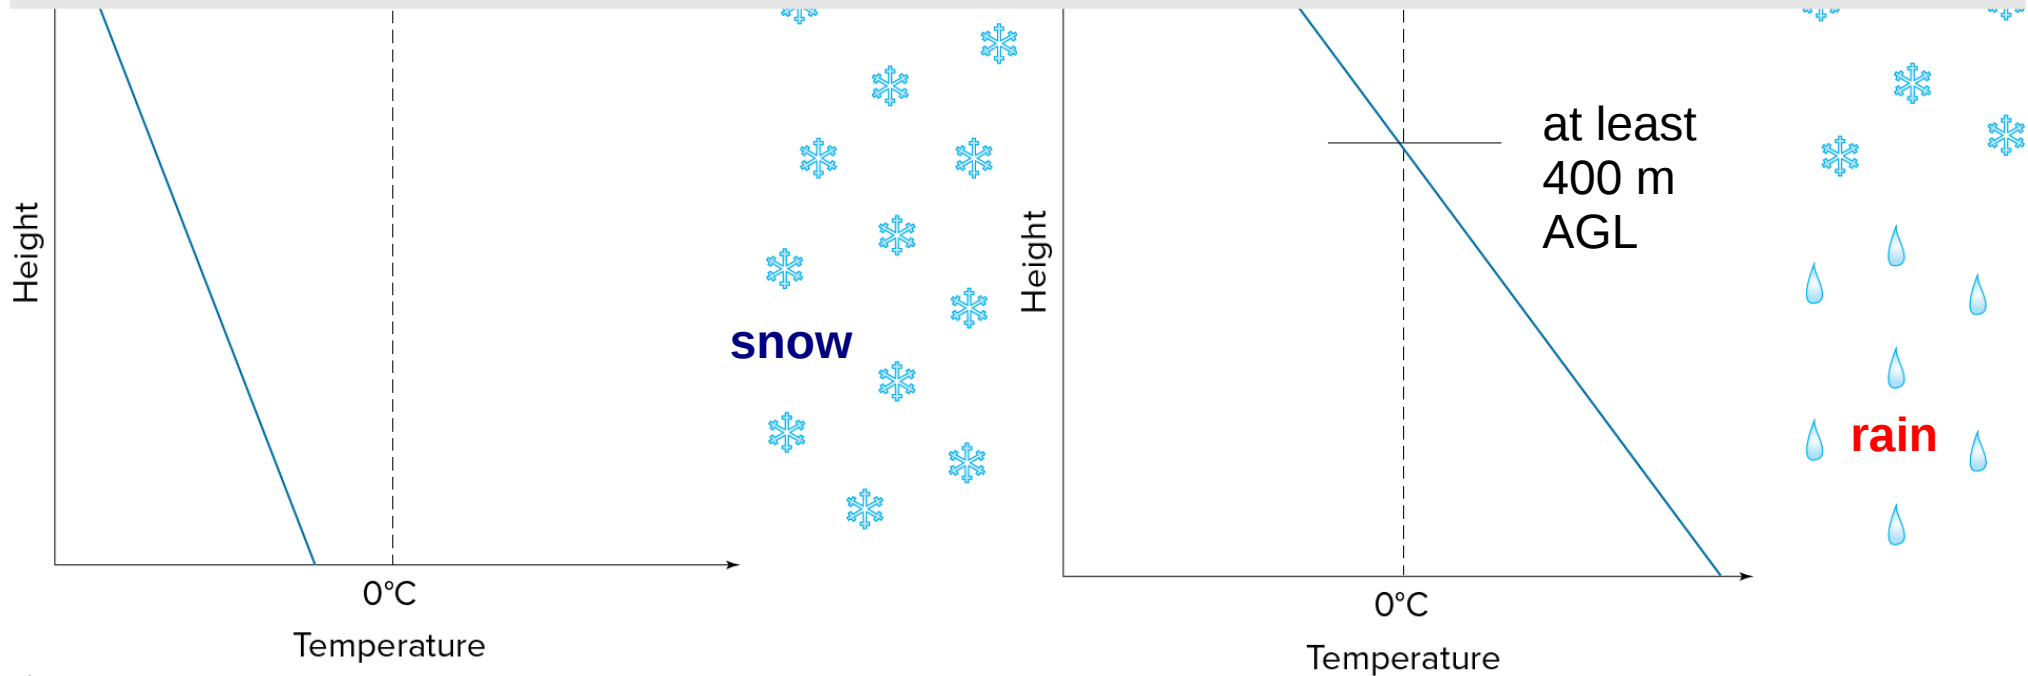 Height
snow
0°C
Temperature
Height
at least
400 m
AGL
rain
0°C
Temperature